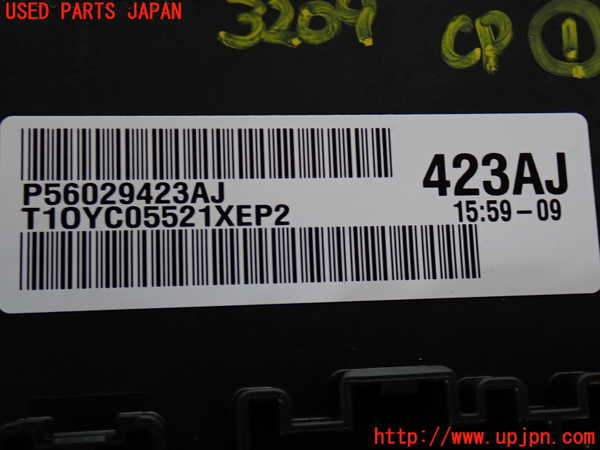 USED PARTS JAPAN
3209 CP ①
P56029423AJ
T10YC05521XEP2
423AJ
15:59-09
http://www.upjpn.com